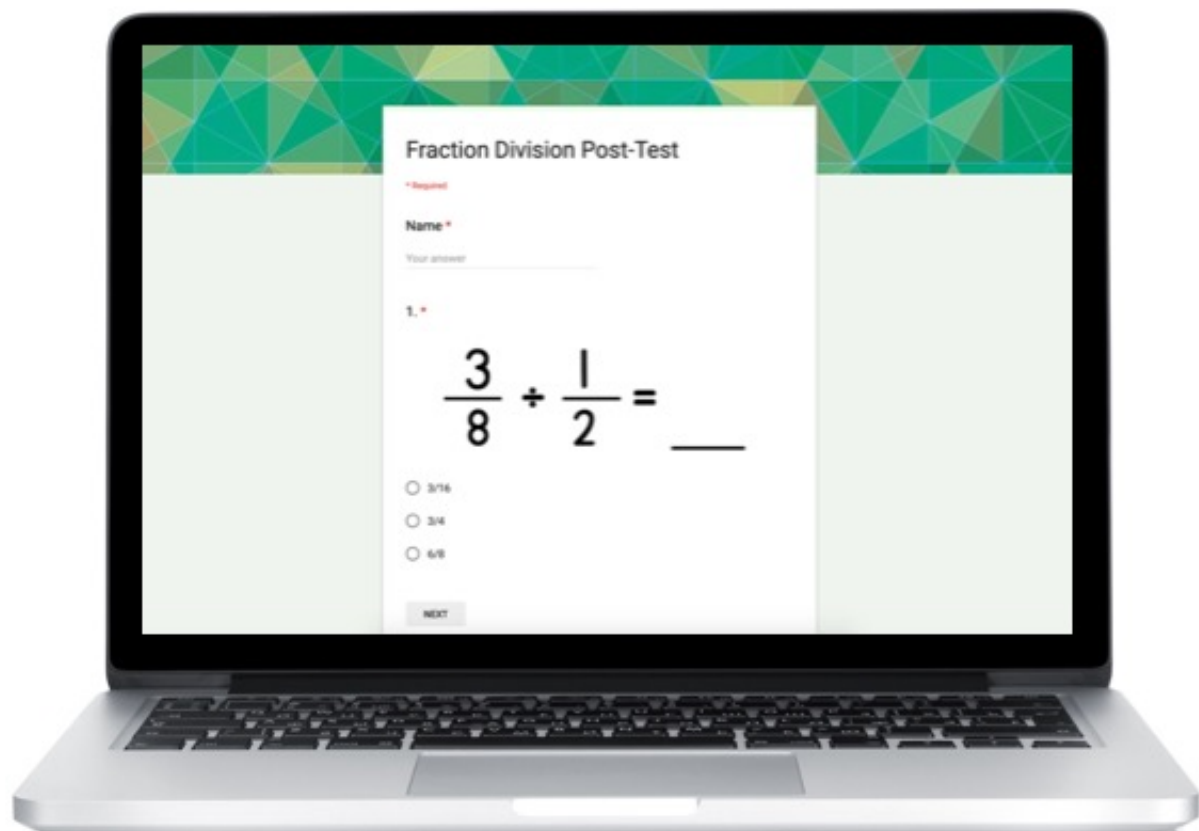 Fraction Division Post-Test
* Required
Name *
Your answer
1. *
3/8 ÷ 1/2 = ___
3/16
3/4
6/8
NEXT